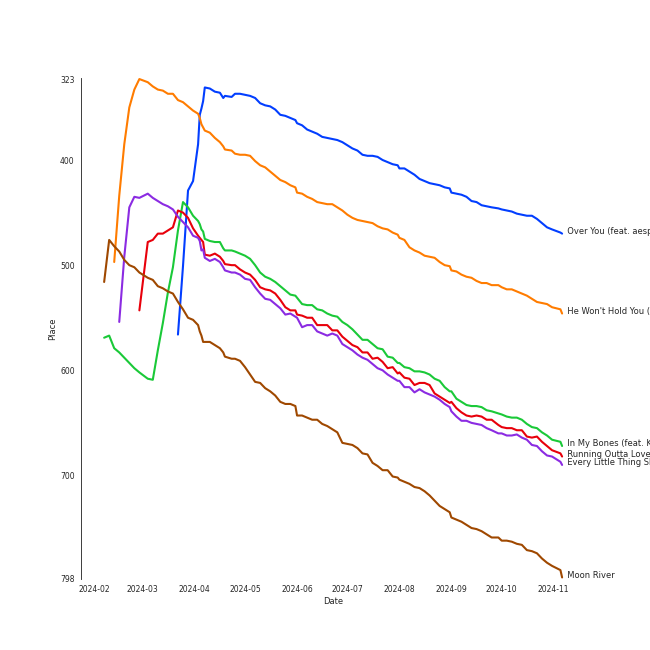 323
400
500
600
700
798
Place
2024-02 2024-03 2024-04 2024-05 2024-06 2024-07 2024-08 2024-09 2024-10 2024-11
Date
Over You (feat. aesp
He Won't Hold You (
In My Bones (feat. K
Running Outta Love
Every Little Thing S
Moon River